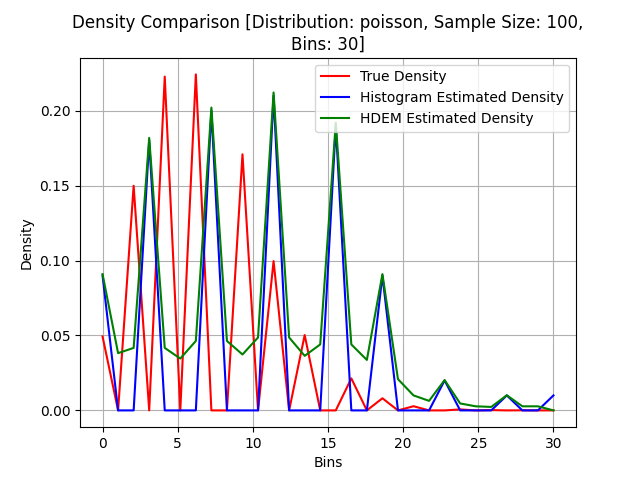 Density Comparison [Distribution: poisson, Sample Size: 100,
Bins: 30]
True Density
Histogram Estimated Density
HDEM Estimated Density
Density
0.20
0.15
0.10
0.05
0.00
0 5 10 15 20 25 30
Bins